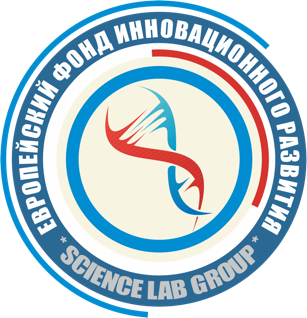 ЕВРОПЕЙСКИЙ ФОНД ИННОВАЦИОННОГО РАЗВИТИЯ
* SCIENCE LAB GROUP *